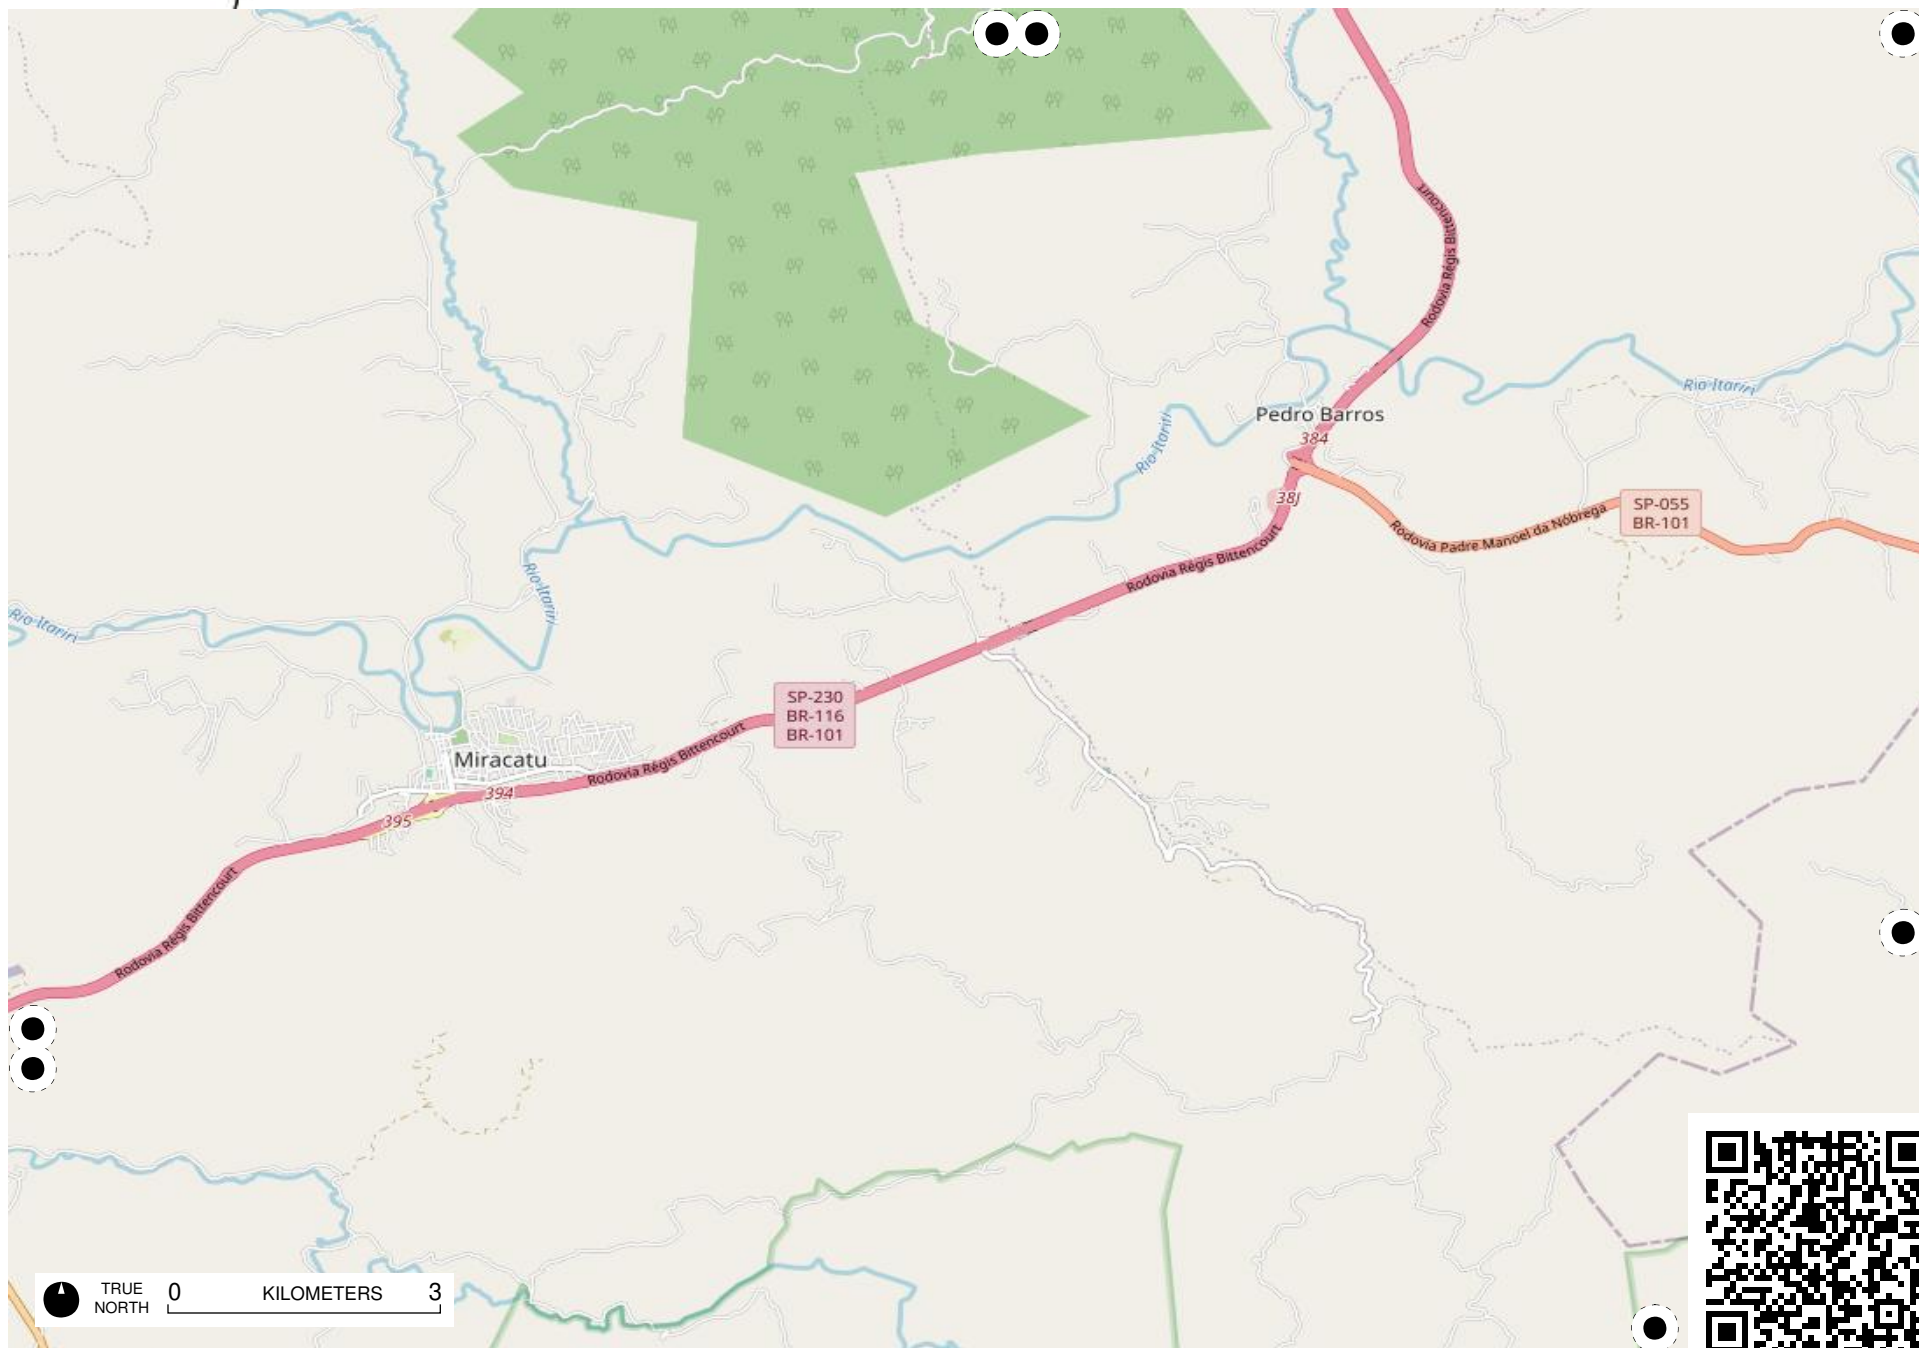 Rodovia Régis Bittencourt
Rodovia Régis Bittencourt
Rio Itariri
Pedro Barros
384
Rio Itariri
38J
SP-055
BR-101
Rodovia Padre Manoel da Nóbrega
Rodovia Régis Bittencourt
Rio Itariri
Rio Itariri
SP-230
BR-116
BR-101
Rodovia Régis Bittencourt
Miracatu
394
395
Rodovia Régis Bittencourt
TRUE
NORTH
0 KILOMETERS 3